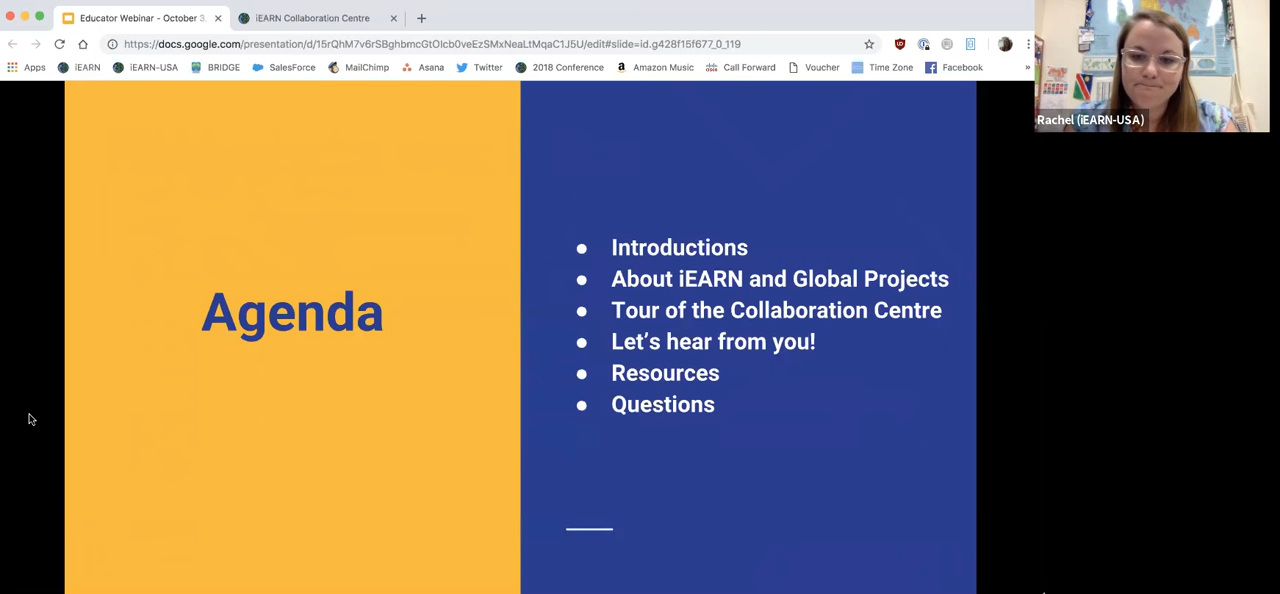 Educator Webinar - October 3,
iEARN Collaboration Centre
https://docs.google.com/presentation/d/15rQhM7v6rSBghbmcGtOlcb0veEzSMxNeaLtMqaC1J5U/edit#slide=id.g428f15f677_0_119
Apps iEARN iEARN-USA BRIDGE SalesForce MailChimp Asana Twitter 2018 Conference Amazon Music Call Forward Voucher Time Zone Facebook »
Rachel (iEARN-USA)
Agenda
● Introductions
● About iEARN and Global Projects
● Tour of the Collaboration Centre
● Let's hear from you!
● Resources
● Questions